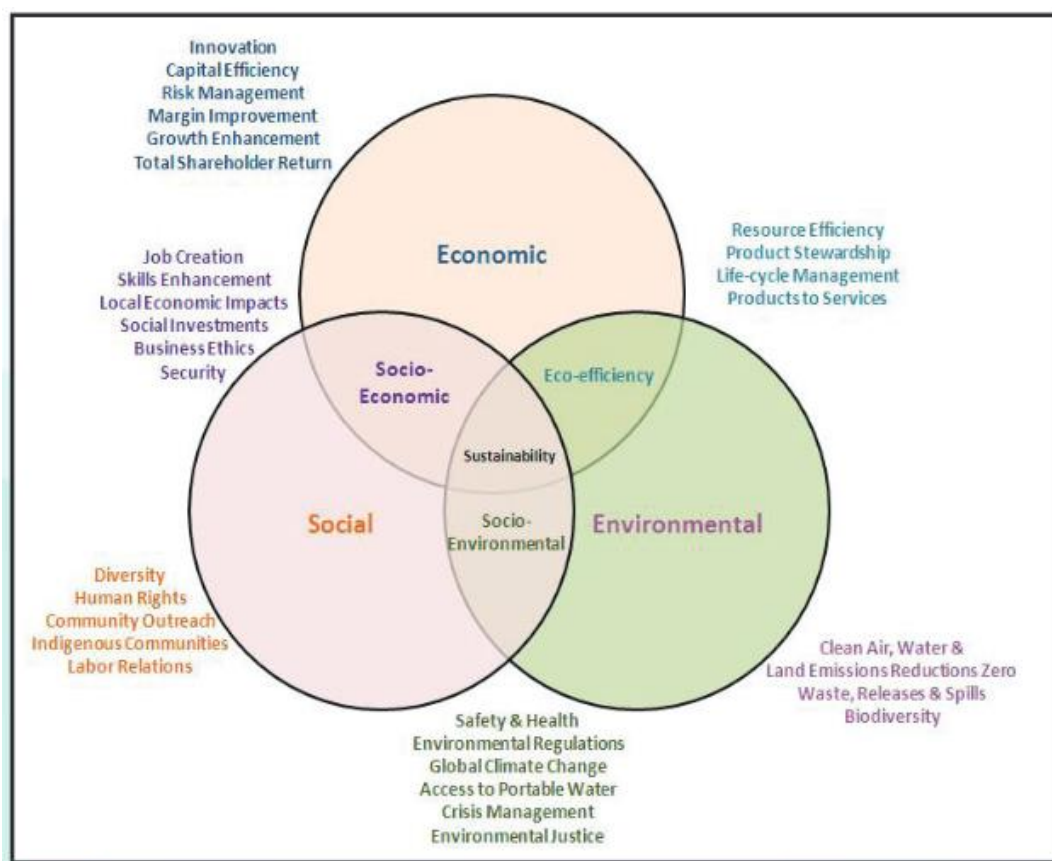 Innovation
Capital Efficiency
Risk Management
Margin Improvement
Growth Enhancement
Total Shareholder Return
Economic
Resource Efficiency
Product Stewardship
Life-cycle Management
Products to Services
Job Creation
Skills Enhancement
Local Economic Impacts
Social Investments
Business Ethics
Security
Socio-
Economic
Eco-efficiency
Sustainability
Social
Socio-
Environmental
Environmental
Diversity
Human Rights
Community Outreach
Indigenous Communities
Labor Relations
Clean Air, Water &
Land Emissions Reductions Zero
Waste, Releases & Spills
Biodiversity
Safety & Health
Environmental Regulations
Global Climate Change
Access to Portable Water
Crisis Management
Environmental Justice